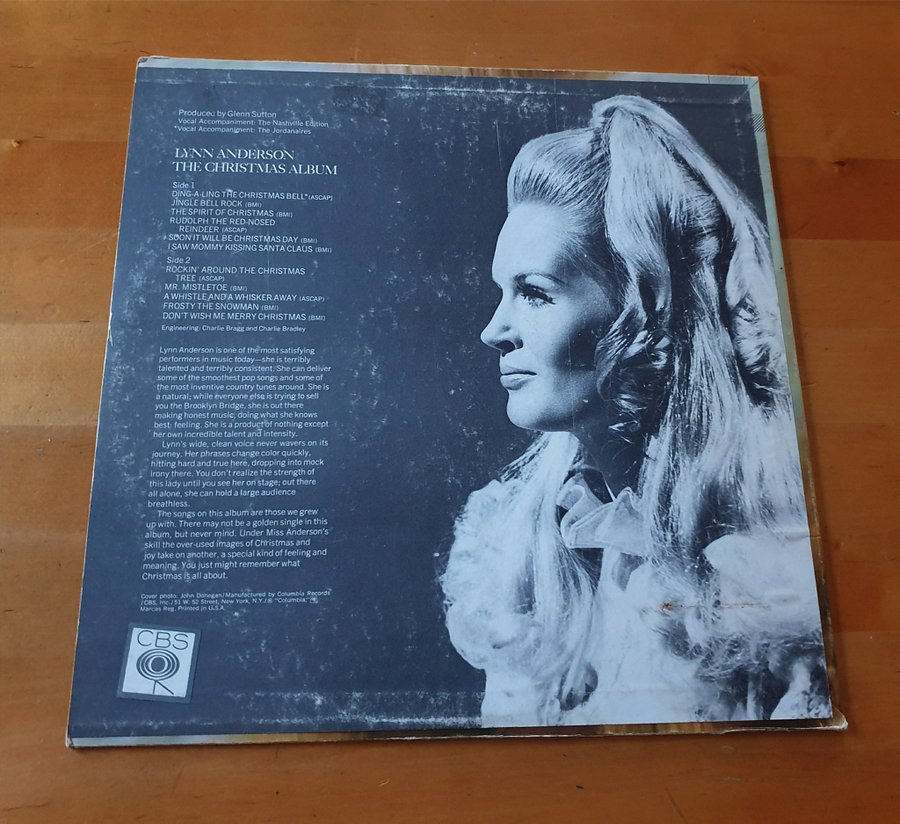 Produced by Glenn Sutton
Vocal Accompaniment: The Nashville Edition
*Vocal Accompaniment: The Jordanaires
LYNN ANDERSON
THE CHRISTMAS ALBUM
Side 1
DING-A-LING THE CHRISTMAS BELL* (ASCAP)
JINGLE BELL ROCK (BMI)
THE SPIRIT OF CHRISTMAS (BMI)
RUDOLPH THE RED-NOSED
REINDEER (ASCAP)
SOON IT WILL BE CHRISTMAS DAY (BMI)
I SAW MOMMY KISSING SANTA CLAUS (BMI)
Side 2
ROCKIN' AROUND THE CHRISTMAS
TREE (ASCAP)
MR. MISTLETOE (BMI)
A WHISTLE AND A WHISKER AWAY (ASCAP)
FROSTY THE SNOWMAN (BMI)
DON'T WISH ME MERRY CHRISTMAS (BMI)
Engineering: Charlie Bragg and Charlie Bradley
Lynn Anderson is one of the most satisfying
performers in music today—she is terribly
talented and terribly consistent. She can deliver
some of the smoothest pop songs and some of
the most inventive country tunes around. She is
a natural; while everyone else is trying to sell
you the Brooklyn Bridge, she is out there
making honest music, doing what she knows
best: feeling. She is a product of nothing except
her own incredible talent and intensity.
Lynn's wide, clean voice never wavers on its
journey. Her phrases change color quickly,
hitting hard and true here, dropping into mock
irony there. You don't realize the strength of
this lady until you see her on stage; out there
all alone, she can hold a large audience
breathless.
The songs on this album are those we grew
up with. There may not be a golden single in this
album, but never mind. Under Miss Anderson's
skill the over-used images of Christmas and
joy take on another, a special kind of feeling and
meaning. You just might remember what
Christmas is all about.
Cover photo: John Donegan/Manufactured by Columbia Records
/CBS, Inc./51 W. 52 Street, New York, N.Y./® "Columbia,"
Marcas Reg. Printed in U.S.A.
CBS